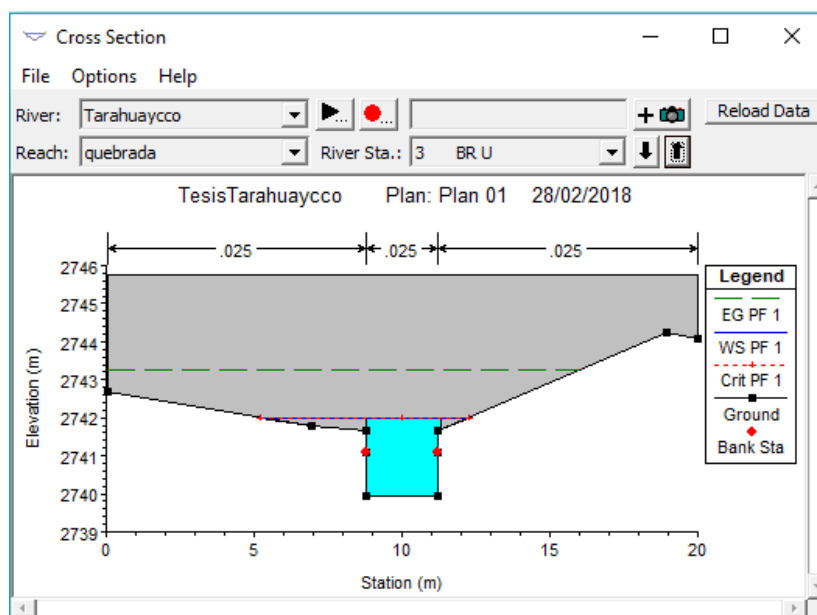 Cross Section
File Options Help
River: Tarahuaycco ... ... Reload Data
Reach: quebrada River Sta.: 3 BR U
TesisTarahuaycco Plan: Plan 01 28/02/2018
.025 .025 .025
2746
2745
2744
2743
2742
2741
2740
2739
Elevation (m)
0 5 10 15 20
Station (m)
Legend
EG PF 1
WS PF 1
Crit PF 1
Ground
Bank Sta